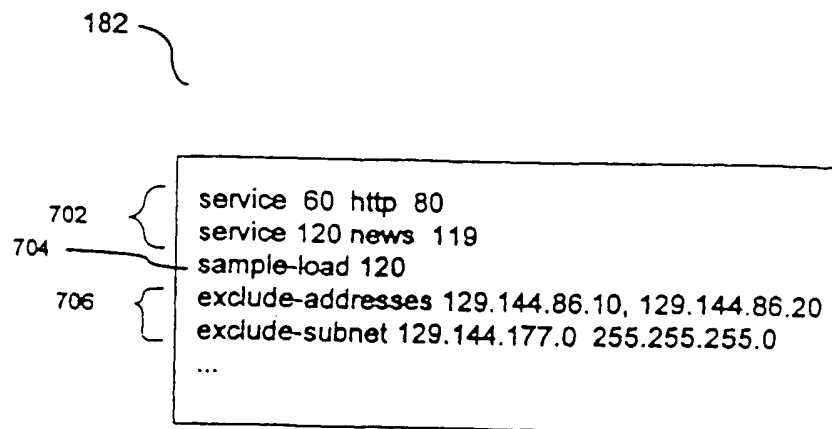 182
702
704
706
service 60 http 80
service 120 news 119
sample-load 120
exclude-addresses 129.144.86.10, 129.144.86.20
exclude-subnet 129.144.177.0 255.255.255.0
...